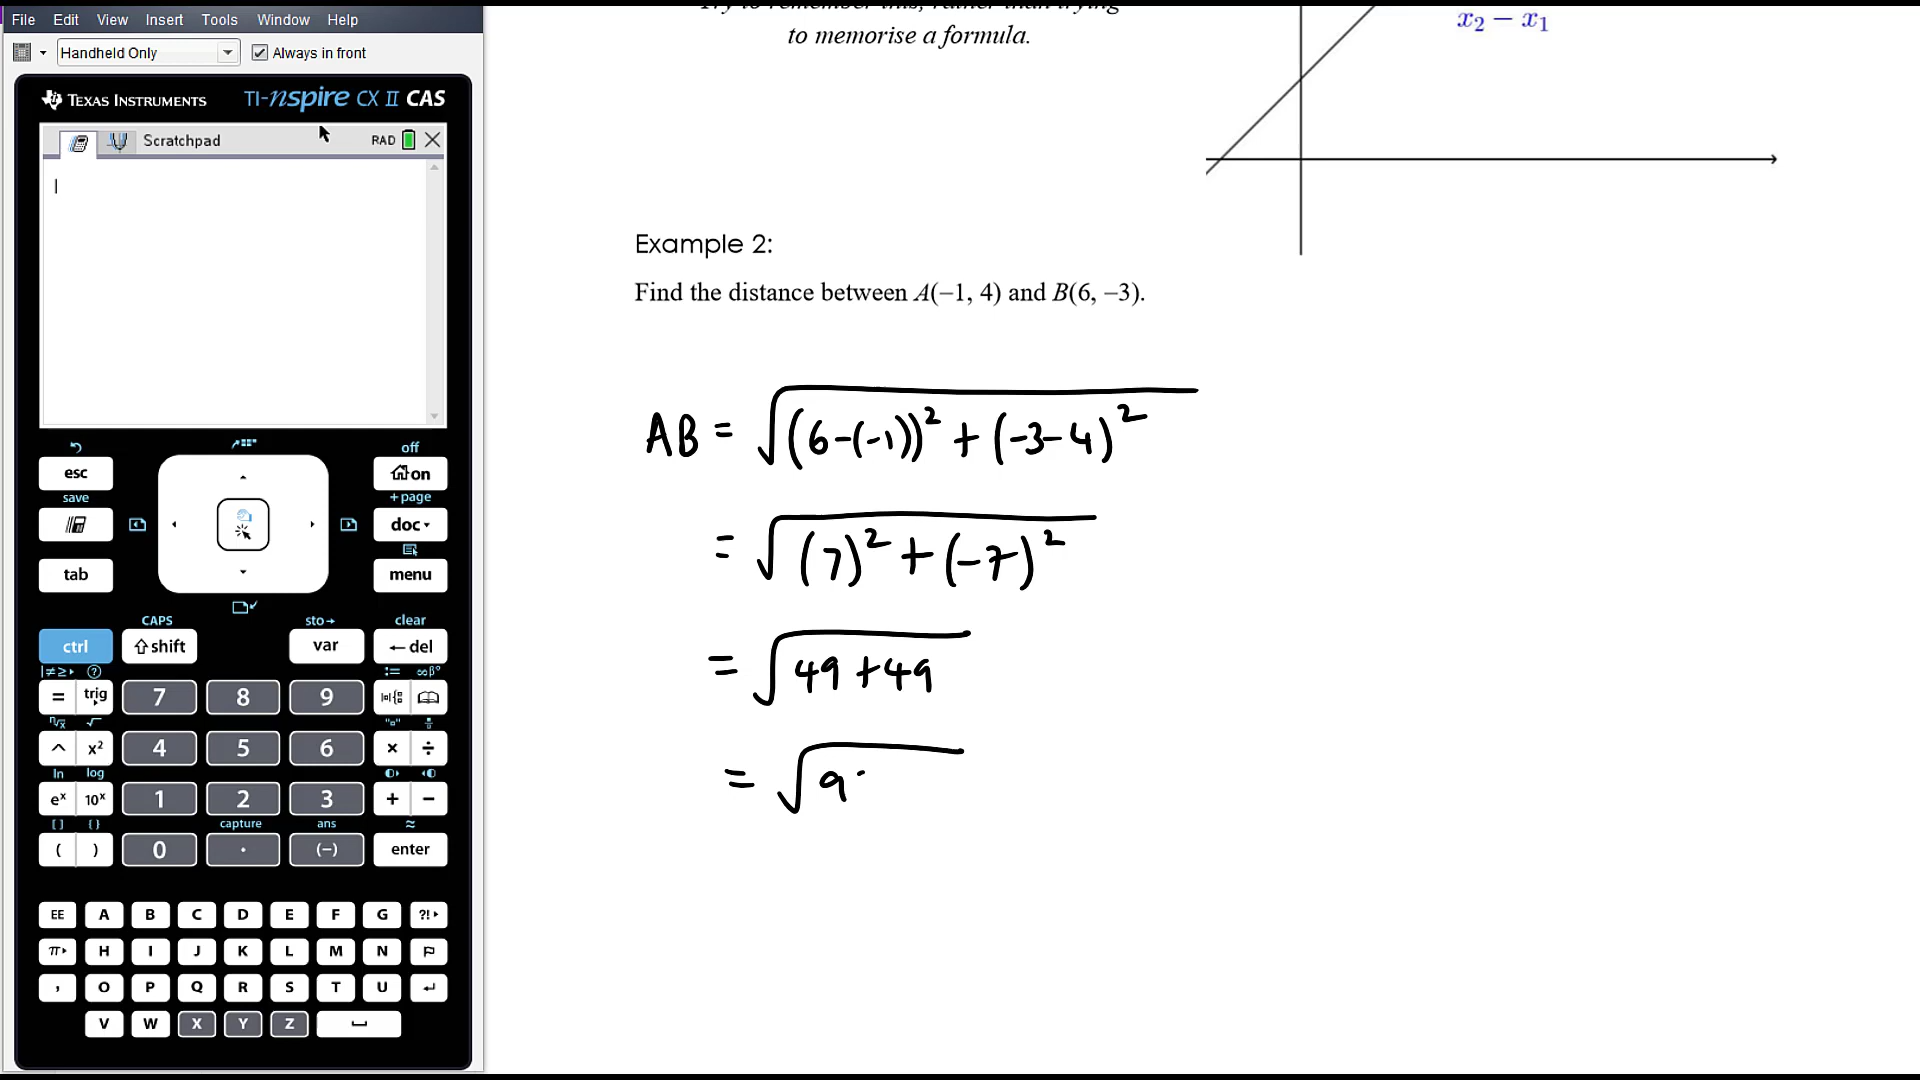 File Edit View Insert Tools Window Help
Handheld Only Always in front
TEXAS INSTRUMENTS TI-nspire CX II CAS
Scratchpad RAD
off
esc on
save + page
doc
tab menu
CAPS sto→ clear
ctrl shift var ← del
|≠≥▸ ? := ∞β°
= trig 7 8 9
ⁿ√x √
^ x² 4 5 6 × ÷
ln log
eˣ 10ˣ 1 2 3 + −
[ ] { } capture ans ≈
( ) 0 . (−) enter
EE A B C D E F G ?!▸
π▸ H I J K L M N
, O P Q R S T U ↵
V W X Y Z
to memorise a formula.
x₂ − x₁
Example 2:
Find the distance between A(−1, 4) and B(6, −3).
AB = √((6-(-1))² + (-3-4)²)
= √((7)² + (-7)²)
= √(49+49)
= √9